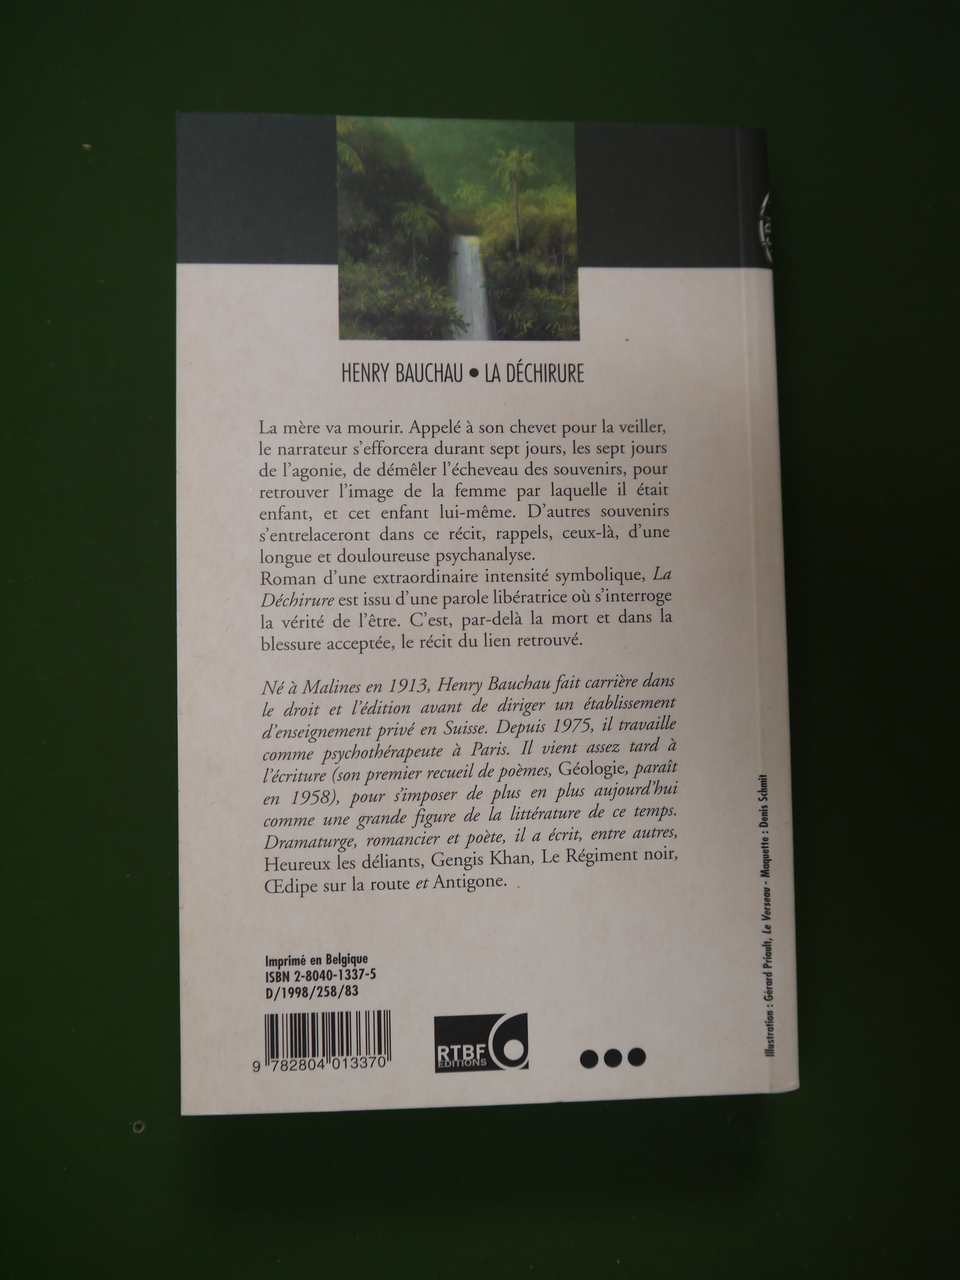 HENRY BAUCHAU • LA DÉCHIRURE
La mère va mourir. Appelé à son chevet pour la veiller,
le narrateur s'efforcera durant sept jours, les sept jours
de l'agonie, de démêler l'écheveau des souvenirs, pour
retrouver l'image de la femme par laquelle il était
enfant, et cet enfant lui-même. D'autres souvenirs
s'entrelaceront dans ce récit, rappels, ceux-là, d'une
longue et douloureuse psychanalyse.
Roman d'une extraordinaire intensité symbolique, La
Déchirure est issu d'une parole libératrice où s'interroge
la vérité de l'être. C'est, par-delà la mort et dans la
blessure acceptée, le récit du lien retrouvé.
Né à Malines en 1913, Henry Bauchau fait carrière dans
le droit et l'édition avant de diriger un établissement
d'enseignement privé en Suisse. Depuis 1975, il travaille
comme psychothérapeute à Paris. Il vient assez tard à
l'écriture (son premier recueil de poèmes, Géologie, paraît
en 1958), pour s'imposer de plus en plus aujourd'hui
comme une grande figure de la littérature de ce temps.
Dramaturge, romancier et poète, il a écrit, entre autres,
Heureux les déliants, Gengis Khan, Le Régiment noir,
Œdipe sur la route et Antigone.
Imprimé en Belgique
ISBN 2-8040-1337-5
D/1998/258/83
9 782804 013370
RTBF
EDITIONS
Illustration : Gérard Priault, Le Verseau - Maquette : Denis Schmit